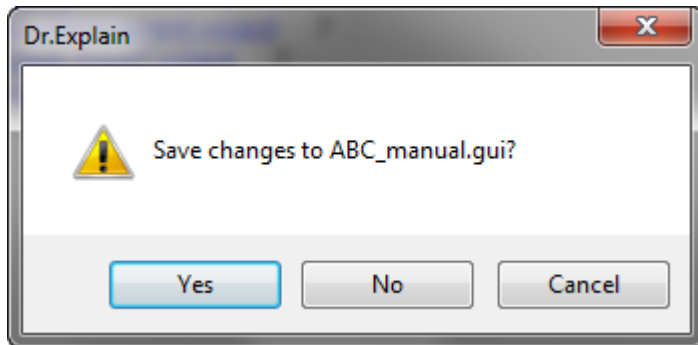 Dr.Explain
Save changes to ABC_manual.gui?
Yes
No
Cancel